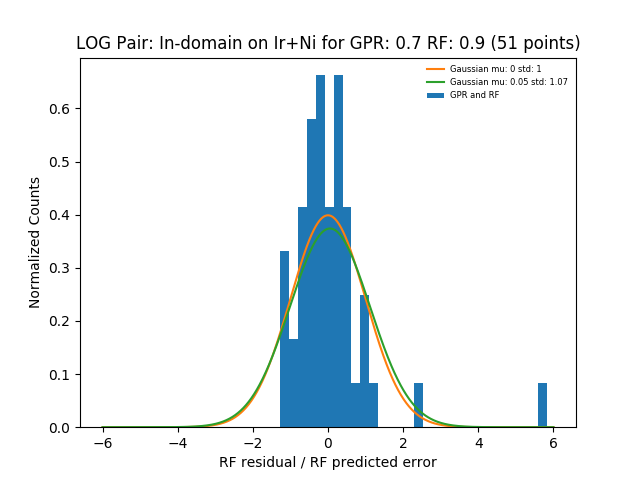 LOG Pair: In-domain on Ir+Ni for GPR: 0.7 RF: 0.9 (51 points)
Gaussian mu: 0 std: 1
Gaussian mu: 0.05 std: 1.07
GPR and RF
Normalized Counts
0.6
0.5
0.4
0.3
0.2
0.1
0.0
−6 −4 −2 0 2 4 6
RF residual / RF predicted error